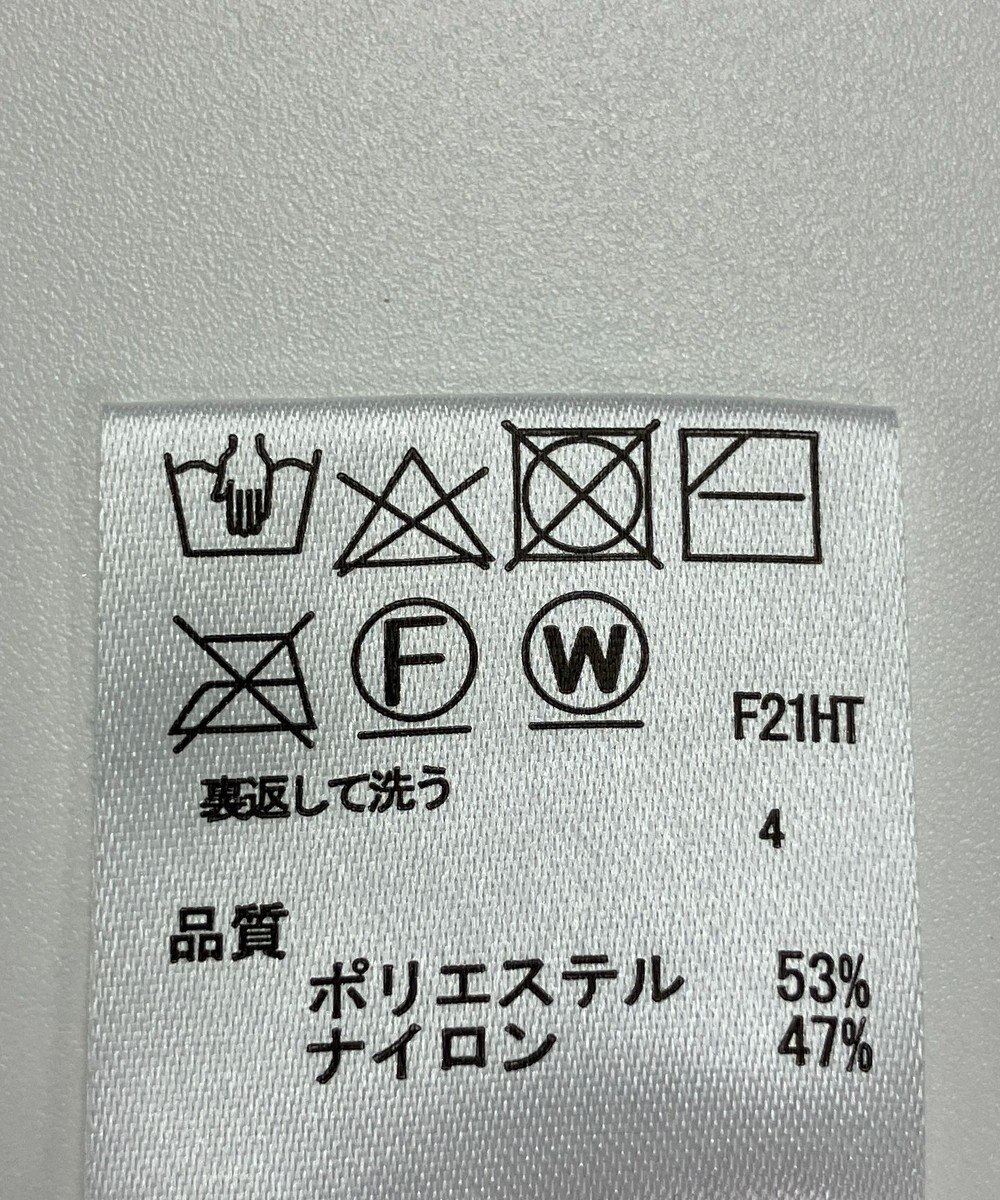 F W
F21HT
裏返して洗う
4
品質
ポリエステル 53%
ナイロン 47%